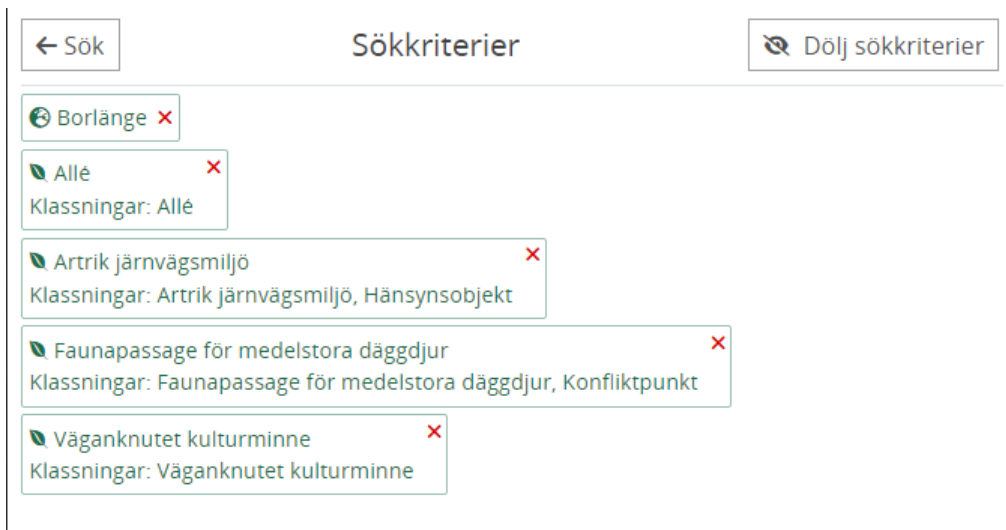 Sök
Sökkriterier
Dölj sökkriterier
Borlänge
Allé
Klassningar: Allé
Artrik järnvägsmiljö
Klassningar: Artrik järnvägsmiljö, Hänsynsobjekt
Faunapassage för medelstora däggdjur
Klassningar: Faunapassage för medelstora däggdjur, Konfliktpunkt
Väganknutet kulturminne
Klassningar: Väganknutet kulturminne